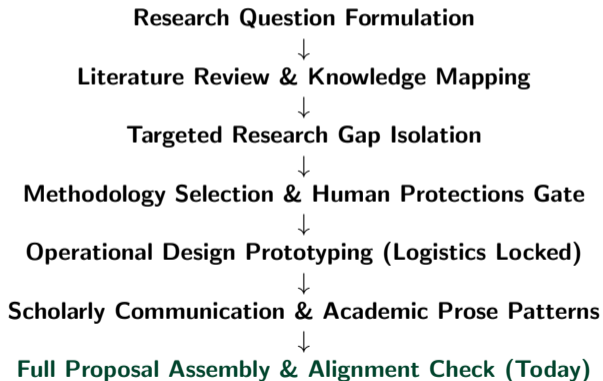 Research Question Formulation
↓
Literature Review & Knowledge Mapping
↓
Targeted Research Gap Isolation
↓
Methodology Selection & Human Protections Gate
↓
Operational Design Prototyping (Logistics Locked)
↓
Scholarly Communication & Academic Prose Patterns
↓
Full Proposal Assembly & Alignment Check (Today)